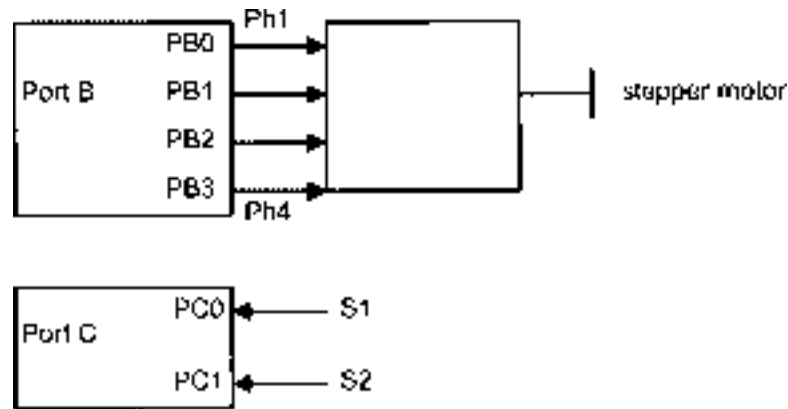 Ph1
PB0
Port B
PB1
stepper motor
PB2
PB3
Ph4
PC0
S1
Port C
PC1
S2